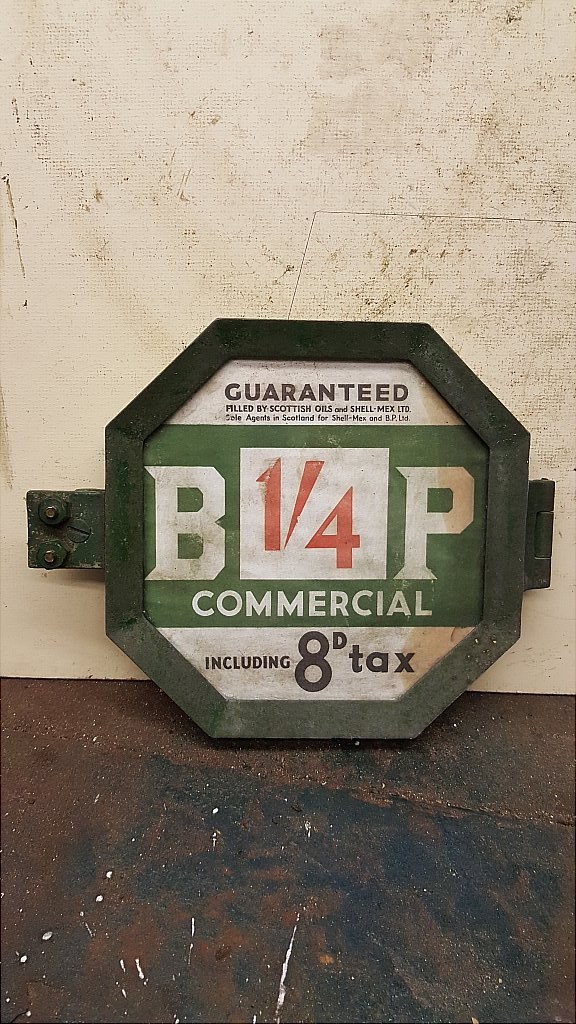 GUARANTEED
FILLED BY SCOTTISH OILS and SHELL-MEX LTD.
Sole Agents in Scotland for Shell-Mex and B.P. Ltd.
B 1/4 P
COMMERCIAL
INCLUDING 8D tax